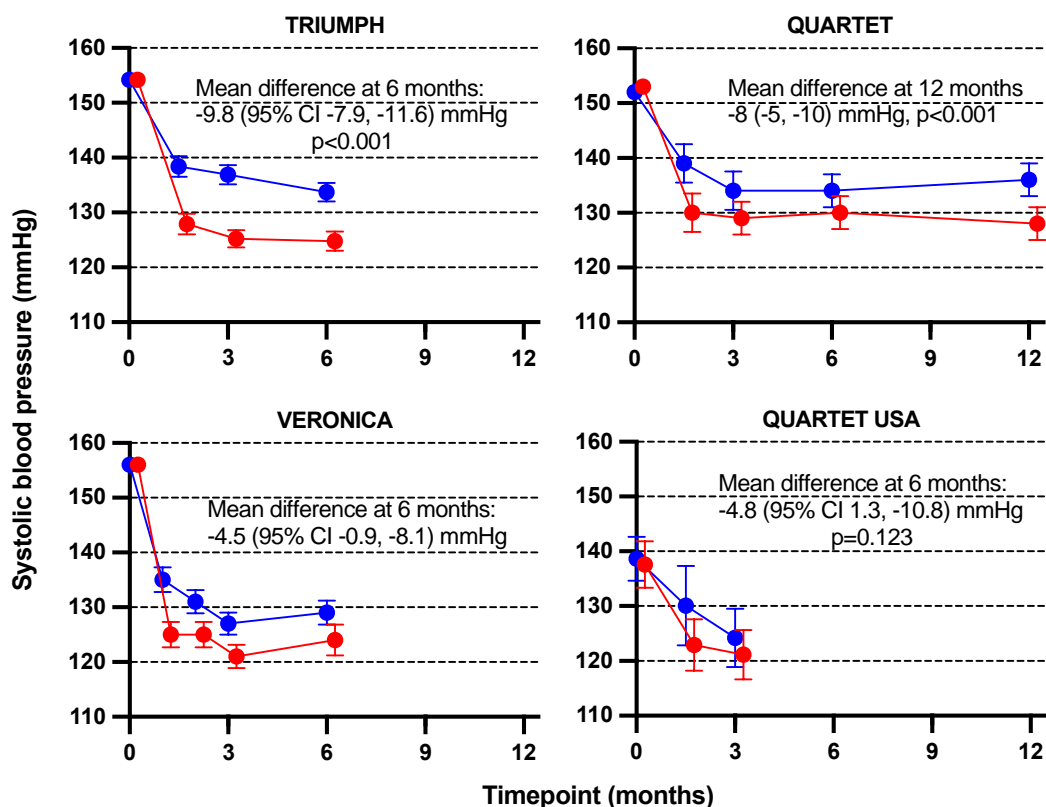 TRIUMPH
160
150
140
130
120
110
0
3
6
9
12
Mean difference at 6 months:
-9.8 (95% CI -7.9, -11.6) mmHg
p<0.001
QUARTET
160
150
140
130
120
110
0
3
6
9
12
Mean difference at 12 months
-8 (-5, -10) mmHg, p<0.001
VERONICA
160
150
140
130
120
110
0
3
6
9
12
Mean difference at 6 months:
-4.5 (95% CI -0.9, -8.1) mmHg
QUARTET USA
160
150
140
130
120
110
0
3
6
9
12
Mean difference at 6 months:
-4.8 (95% CI 1.3, -10.8) mmHg
p=0.123
Systolic blood pressure (mmHg)
Timepoint (months)